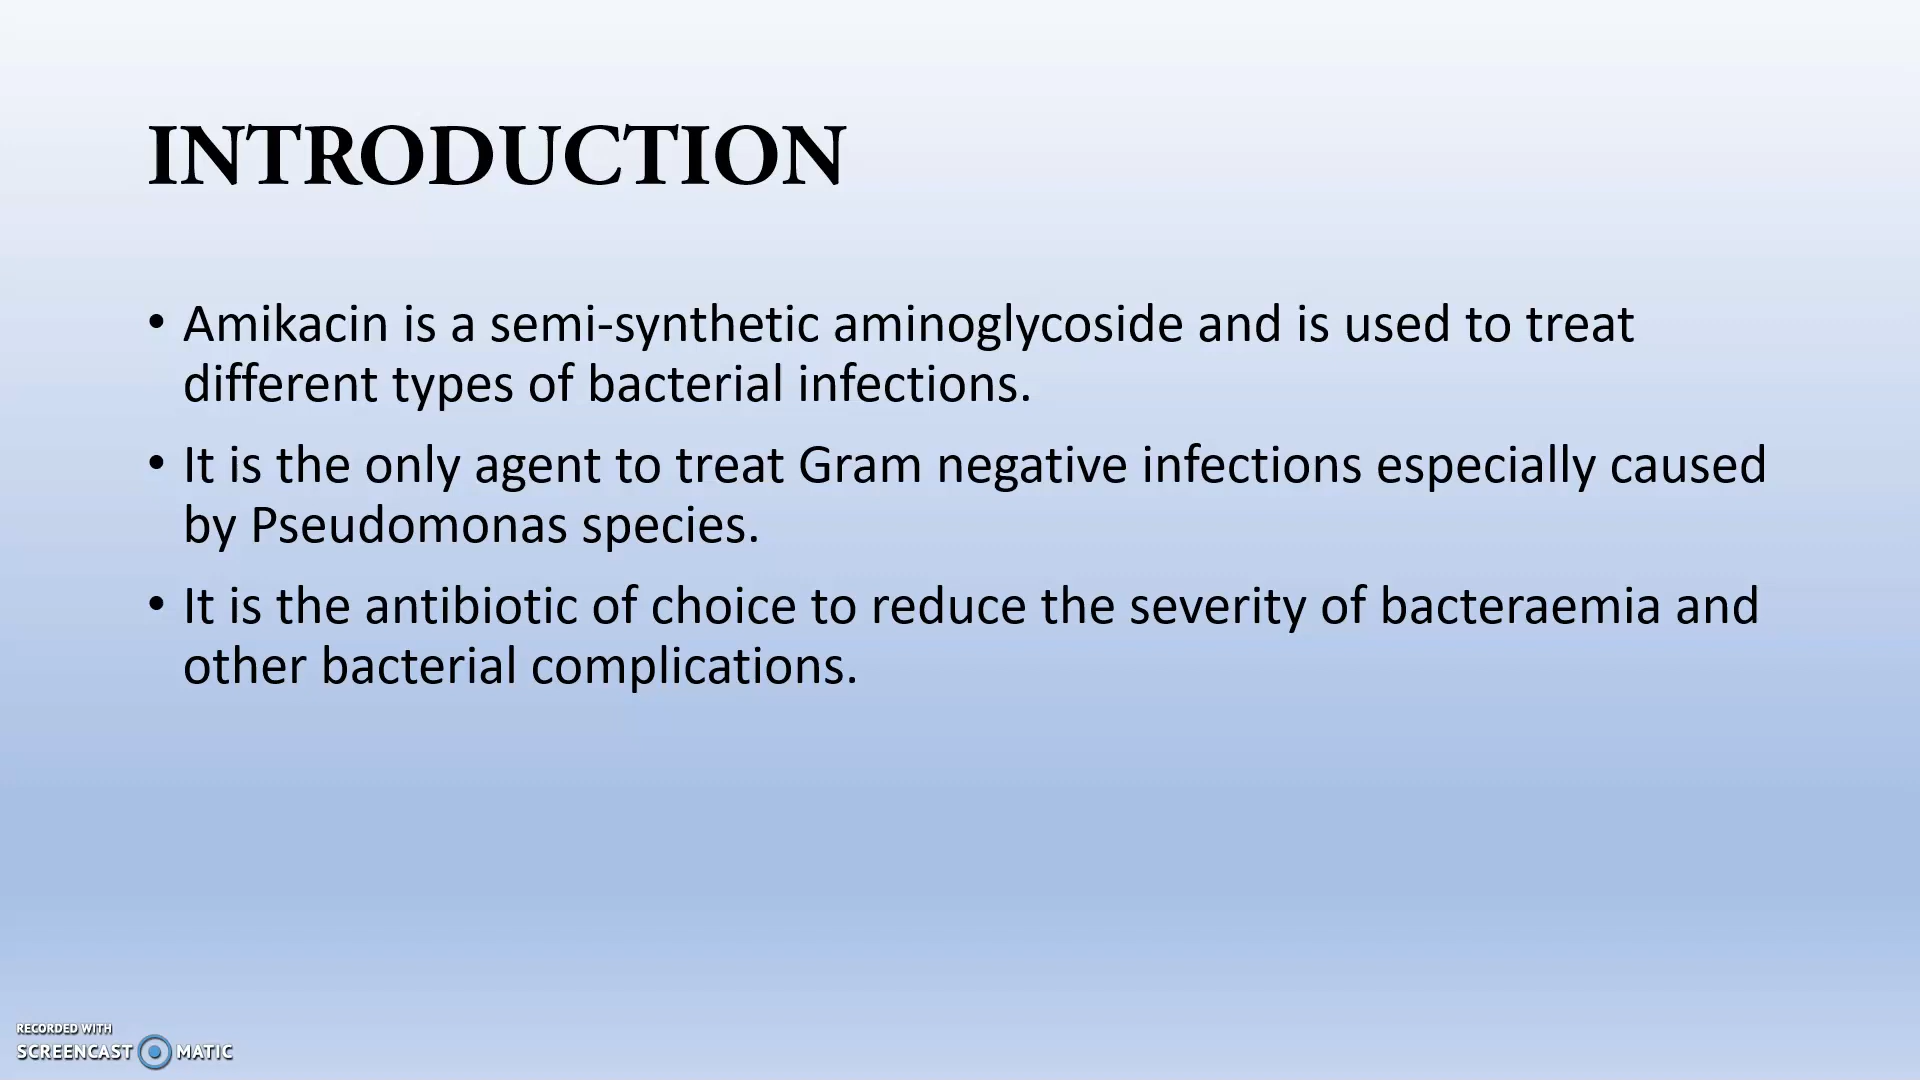 INTRODUCTION
• Amikacin is a semi-synthetic aminoglycoside and is used to treat
different types of bacterial infections.
• It is the only agent to treat Gram negative infections especially caused
by Pseudomonas species.
• It is the antibiotic of choice to reduce the severity of bacteraemia and
other bacterial complications.
RECORDED WITH
SCREENCAST MATIC